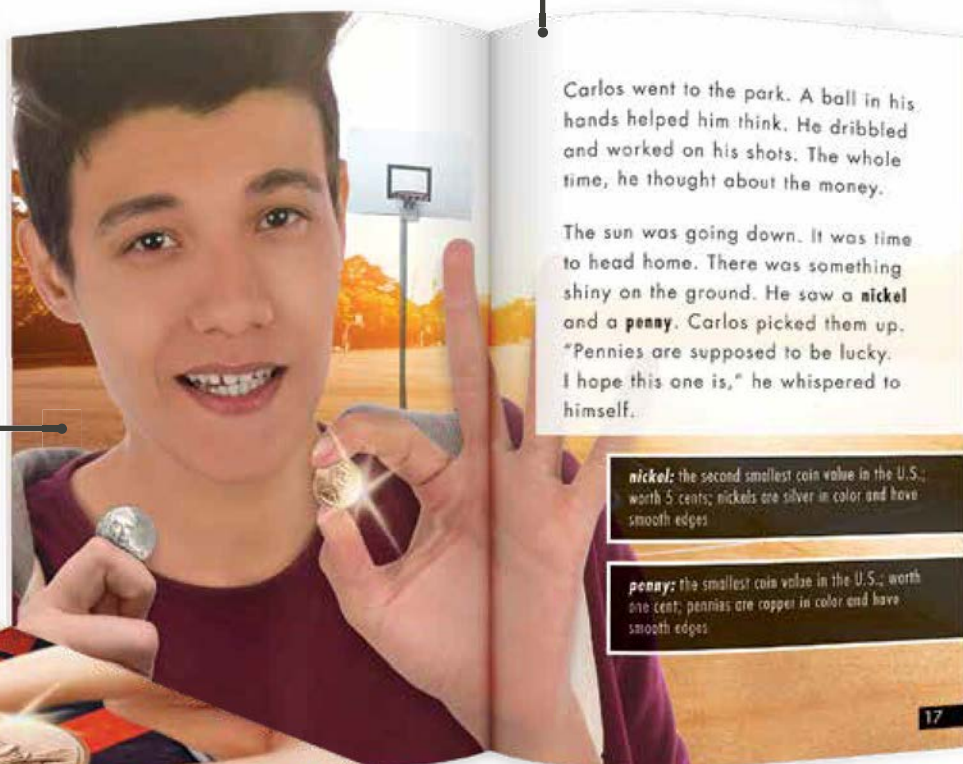 Carlos went to the park. A ball in his
hands helped him think. He dribbled
and worked on his shots. The whole
time, he thought about the money.
The sun was going down. It was time
to head home. There was something
shiny on the ground. He saw a nickel
and a penny. Carlos picked them up.
"Pennies are supposed to be lucky.
I hope this one is," he whispered to
himself.
nickel: the second smallest coin value in the U.S.;
worth 5 cents; nickels are silver in color and have
smooth edges
penny: the smallest coin value in the U.S.; worth
one cent; pennies are copper in color and have
smooth edges
17